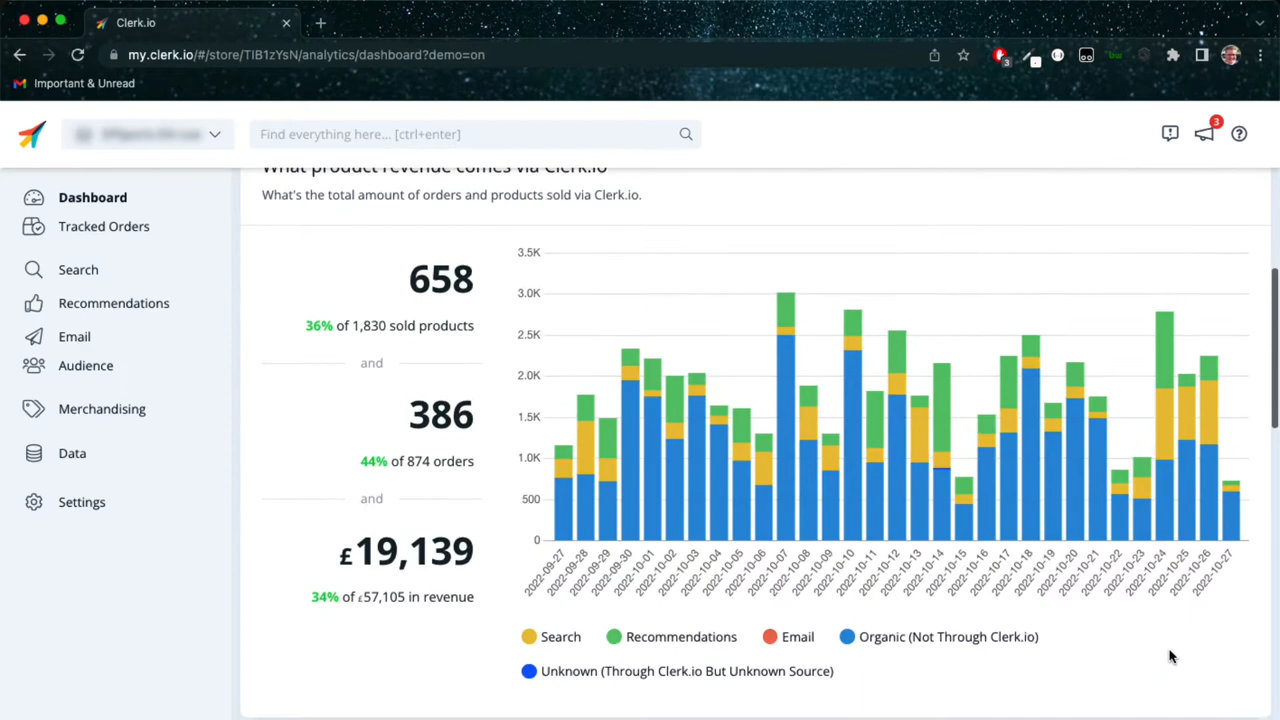 Clerk.io
my.clerk.io/#/store/TIB1zYsN/analytics/dashboard?demo=on
3
Important & Unread
Find everything here... [ctrl+enter]
3
Dashboard
Tracked Orders
Search
Recommendations
Email
Audience
Merchandising
Data
Settings
What product revenue comes via Clerk.io
What's the total amount of orders and products sold via Clerk.io.
658
36% of 1,830 sold products
and
386
44% of 874 orders
and
£19,139
34% of £57,105 in revenue
3.5K
3.0K
2.5K
2.0K
1.5K
1.0K
500
0
2022-09-27
2022-09-28
2022-09-29
2022-09-30
2022-10-01
2022-10-02
2022-10-03
2022-10-04
2022-10-05
2022-10-06
2022-10-07
2022-10-08
2022-10-09
2022-10-10
2022-10-11
2022-10-12
2022-10-13
2022-10-14
2022-10-15
2022-10-16
2022-10-17
2022-10-18
2022-10-19
2022-10-20
2022-10-21
2022-10-22
2022-10-23
2022-10-24
2022-10-25
2022-10-26
2022-10-27
Search Recommendations Email Organic (Not Through Clerk.io)
Unknown (Through Clerk.io But Unknown Source)